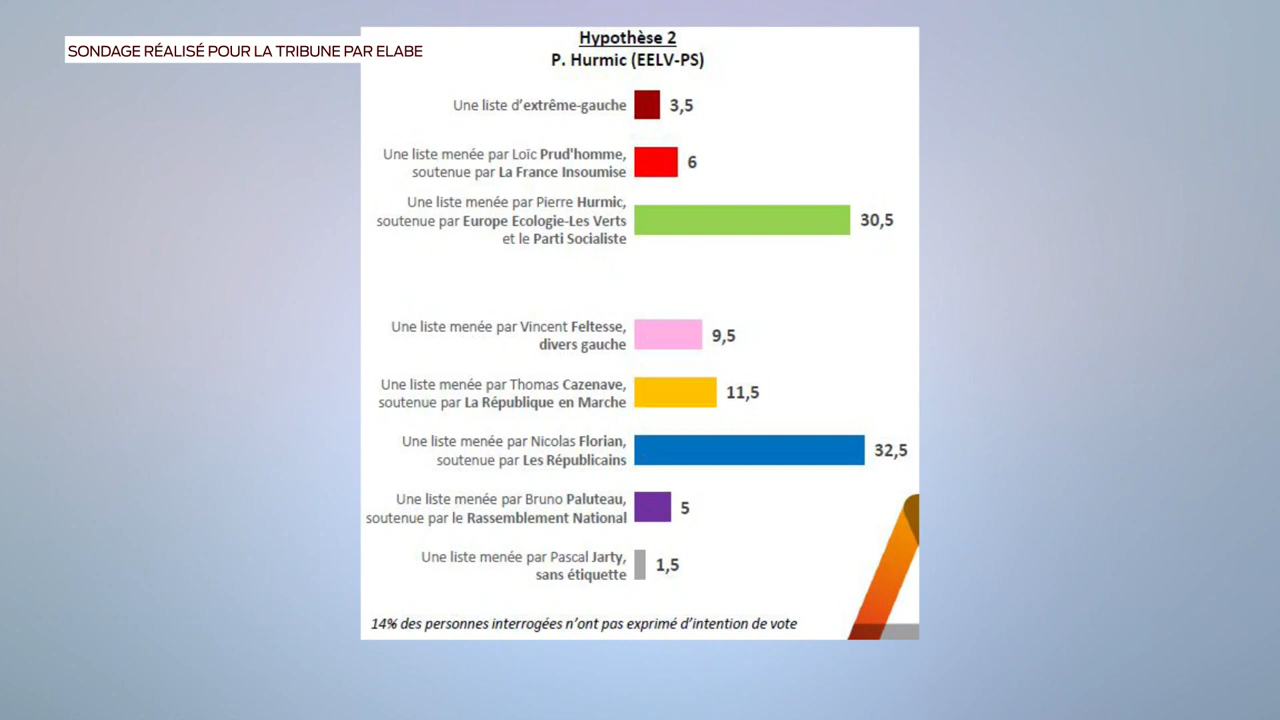 SONDAGE RÉALISÉ POUR LA TRIBUNE PAR ELABE
Hypothèse 2
P. Hurmic (EELV-PS)
Une liste d'extrême-gauche
3,5
Une liste menée par Loïc Prud'homme,
soutenue par La France Insoumise
6
Une liste menée par Pierre Hurmic,
soutenue par Europe Ecologie-Les Verts
et le Parti Socialiste
30,5
Une liste menée par Vincent Feltesse,
divers gauche
9,5
Une liste menée par Thomas Cazenave,
soutenue par La République en Marche
11,5
Une liste menée par Nicolas Florian,
soutenue par Les Républicains
32,5
Une liste menée par Bruno Paluteau,
soutenue par le Rassemblement National
5
Une liste menée par Pascal Jarty,
sans étiquette
1,5
14% des personnes interrogées n'ont pas exprimé d'intention de vote